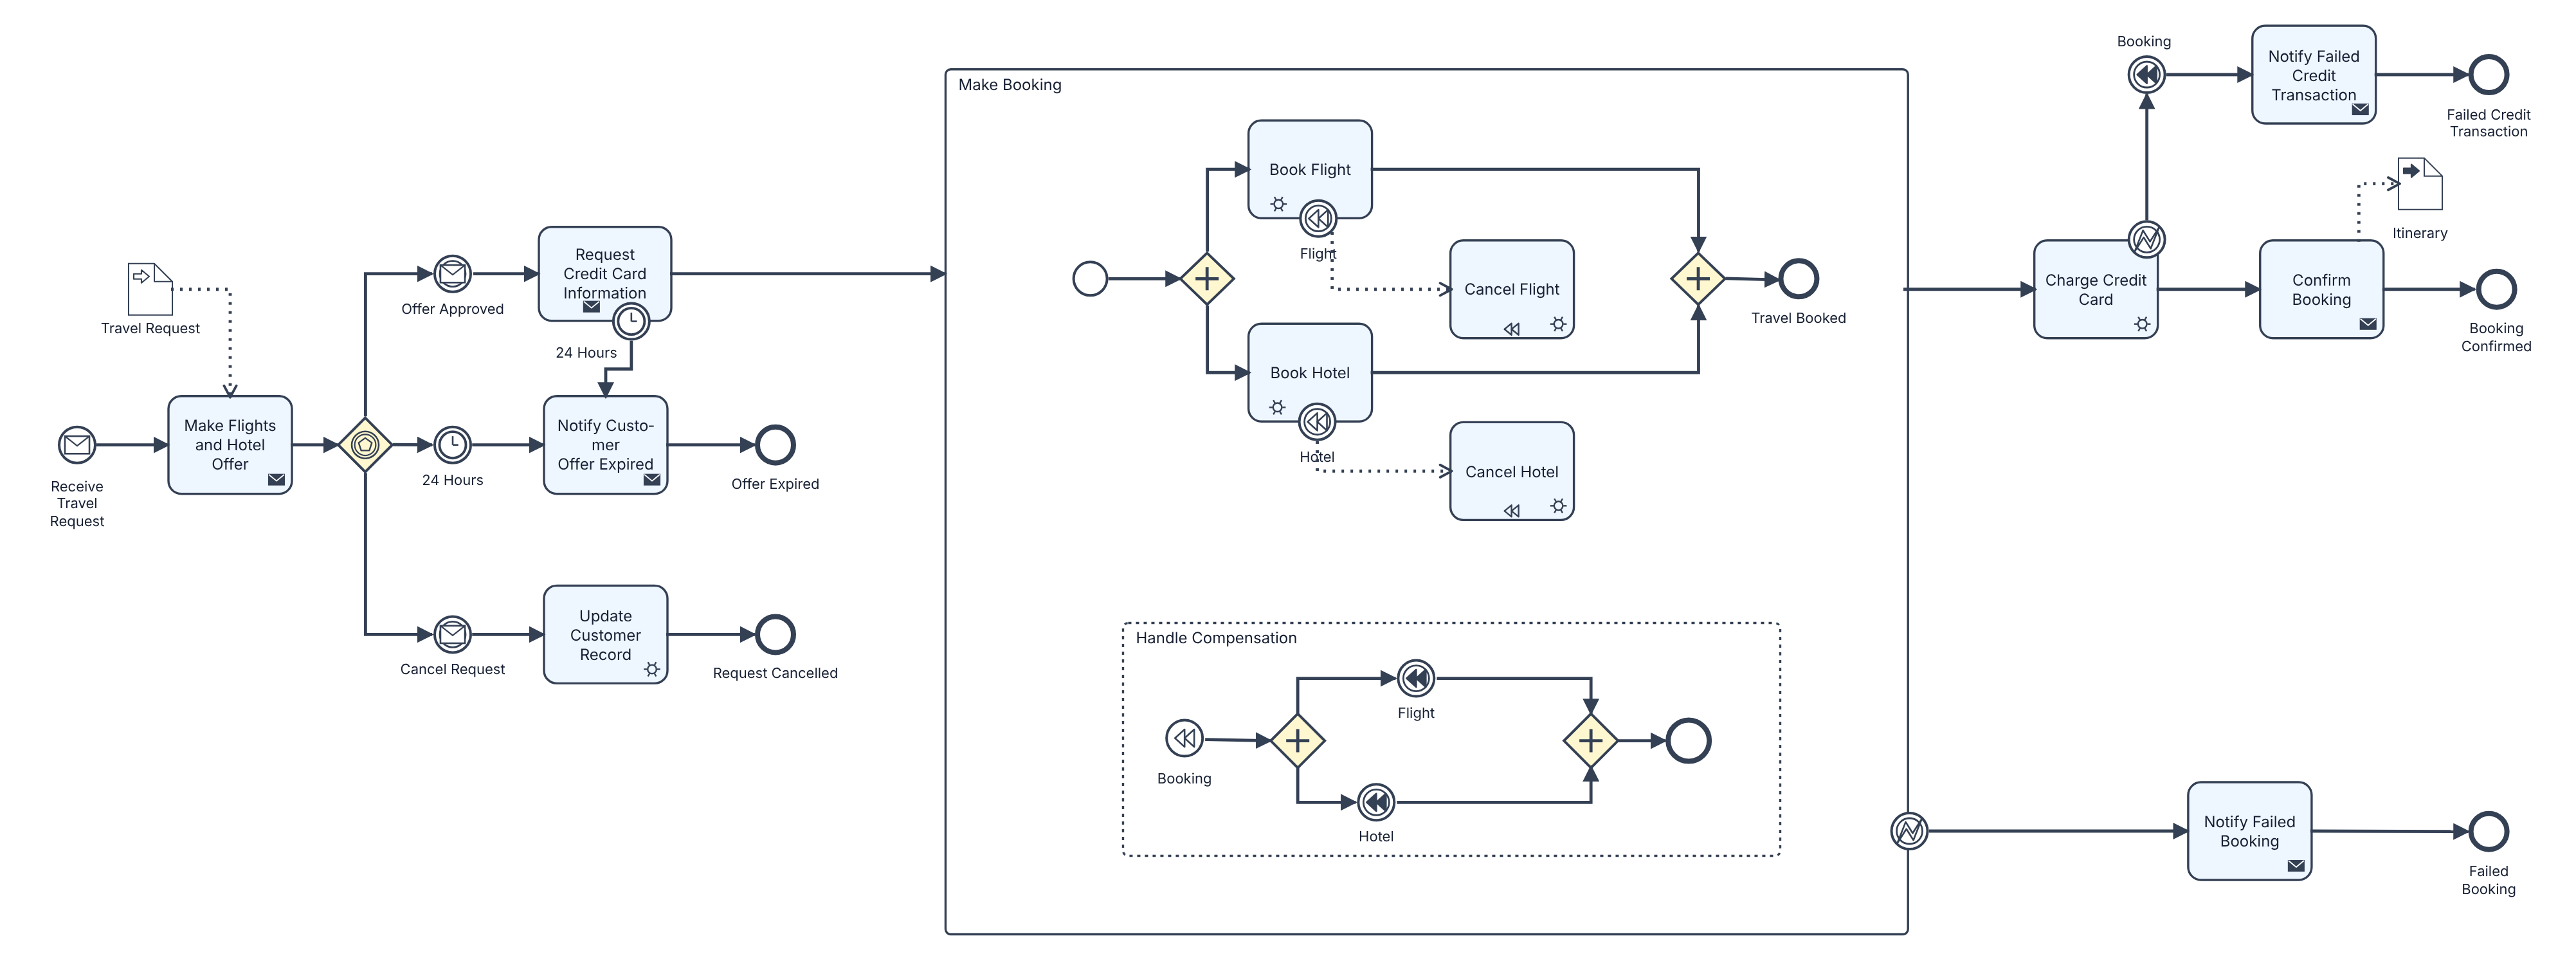 Travel Request
Receive
Travel
Request
Make Flights
and Hotel
Offer
Offer Approved
Request
Credit Card
Information
24 Hours
24 Hours
Notify Custo-
mer
Offer Expired
Offer Expired
Cancel Request
Update
Customer
Record
Request Cancelled
Make Booking
Book Flight
Flight
Cancel Flight
Book Hotel
Hotel
Cancel Hotel
Travel Booked
Handle Compensation
Booking
Flight
Hotel
Booking
Notify Failed
Credit
Transaction
Failed Credit
Transaction
Itinerary
Charge Credit
Card
Confirm
Booking
Booking
Confirmed
Notify Failed
Booking
Failed
Booking